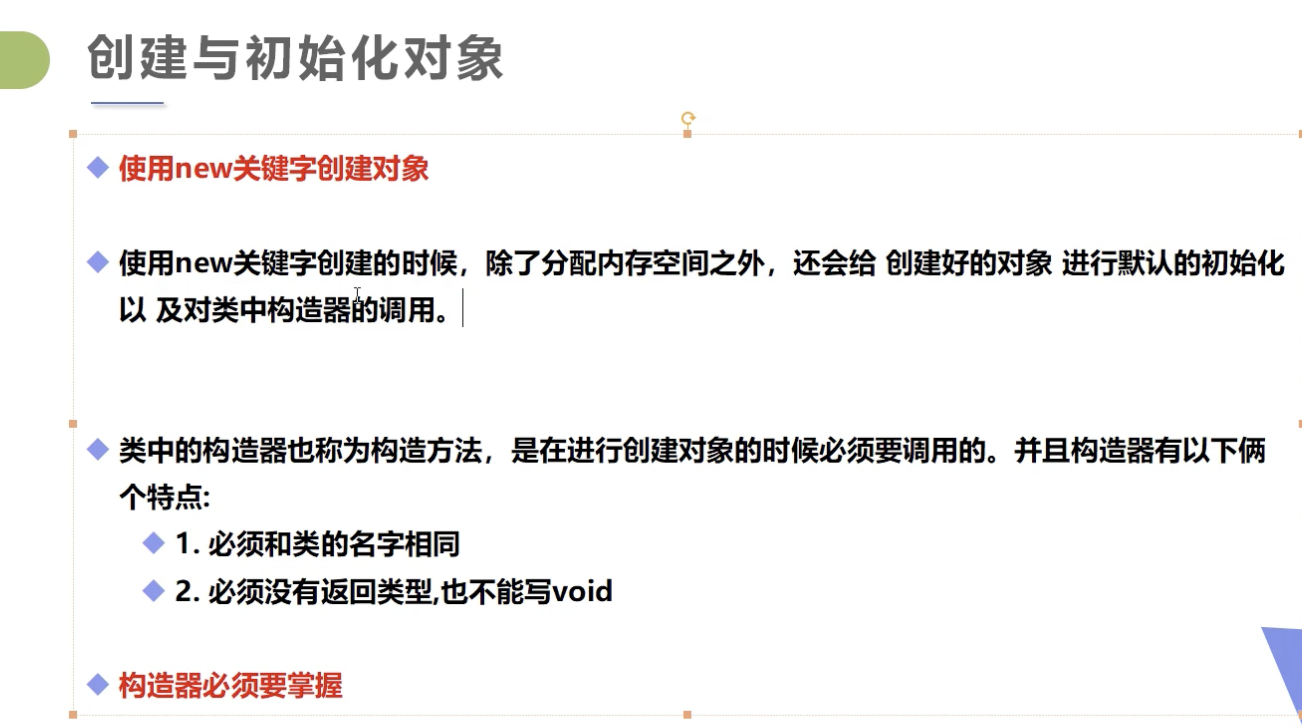 创建与初始化对象
使用new关键字创建对象
使用new关键字创建的时候，除了分配内存空间之外，还会给 创建好的对象 进行默认的初始化
以 及对类中构造器的调用。
类中的构造器也称为构造方法，是在进行创建对象的时候必须要调用的。并且构造器有以下俩
个特点:
1. 必须和类的名字相同
2. 必须没有返回类型,也不能写void
构造器必须要掌握